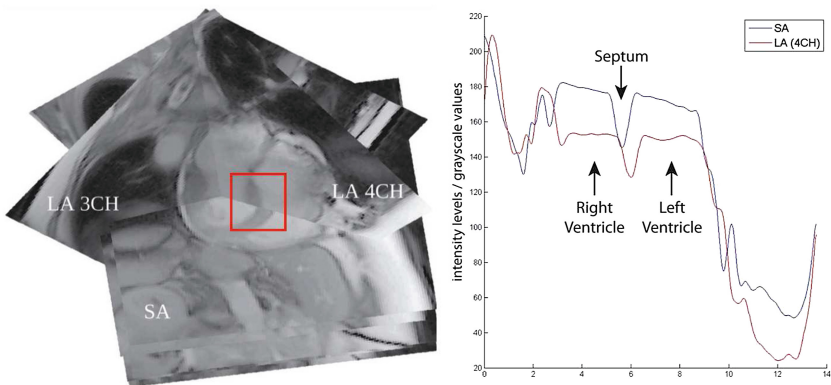 LA 3CH
LA 4CH
SA
intensity levels / grayscale values
220
200
180
160
140
120
100
80
60
40
20
0
2
4
6
8
10
12
14
SA
LA (4CH)
Septum
Right
Ventricle
Left
Ventricle